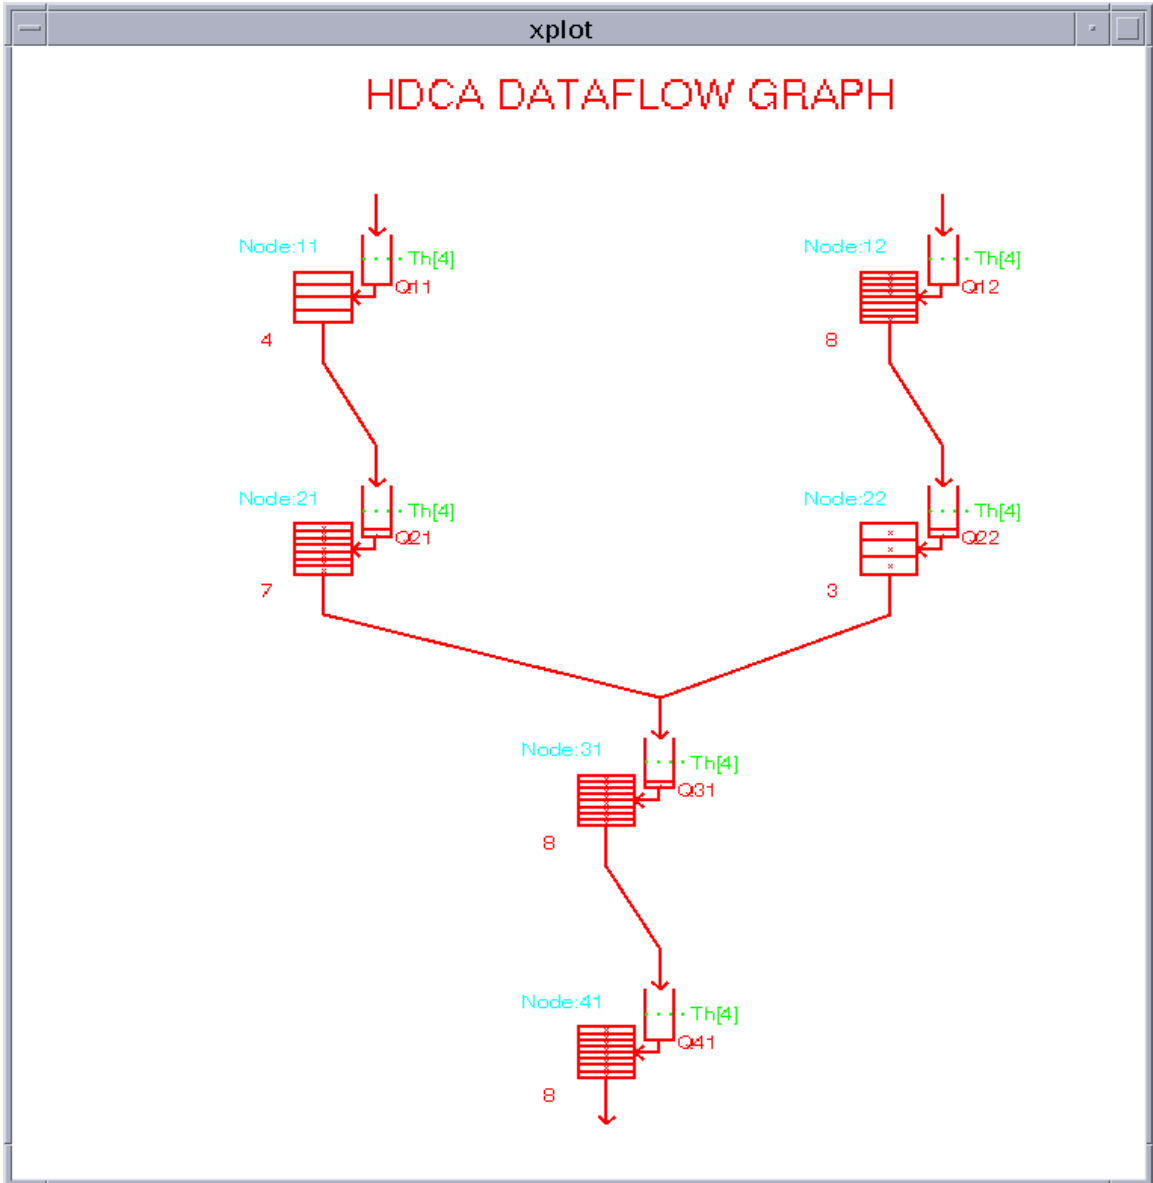 xplot
HDCA DATAFLOW GRAPH
Node:11
Th[4]
Q11
4
Node:12
Th[4]
Q12
8
Node:21
Th[4]
Q21
7
Node:22
Th[4]
Q22
3
Node:31
Th[4]
Q31
8
Node:41
Th[4]
Q41
8